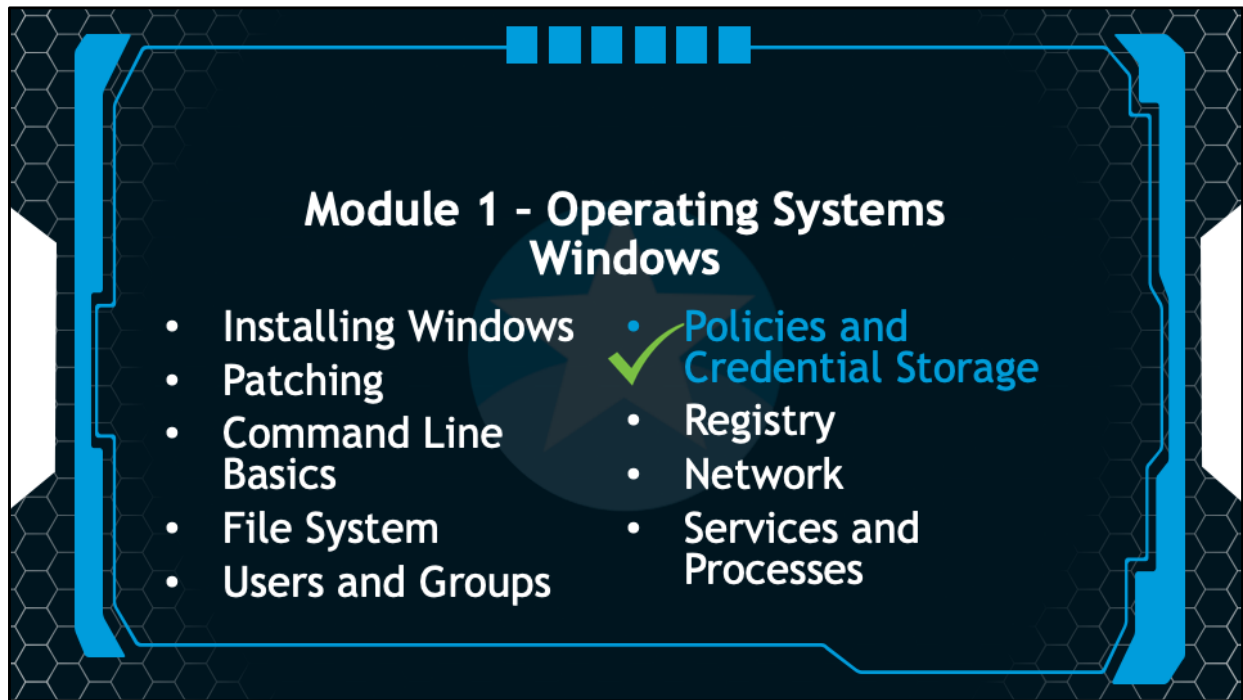 Module 1 - Operating Systems
Windows
• Installing Windows
• Patching
• Command Line
Basics
• File System
• Users and Groups
• Policies and
Credential Storage
• Registry
• Network
• Services and
Processes